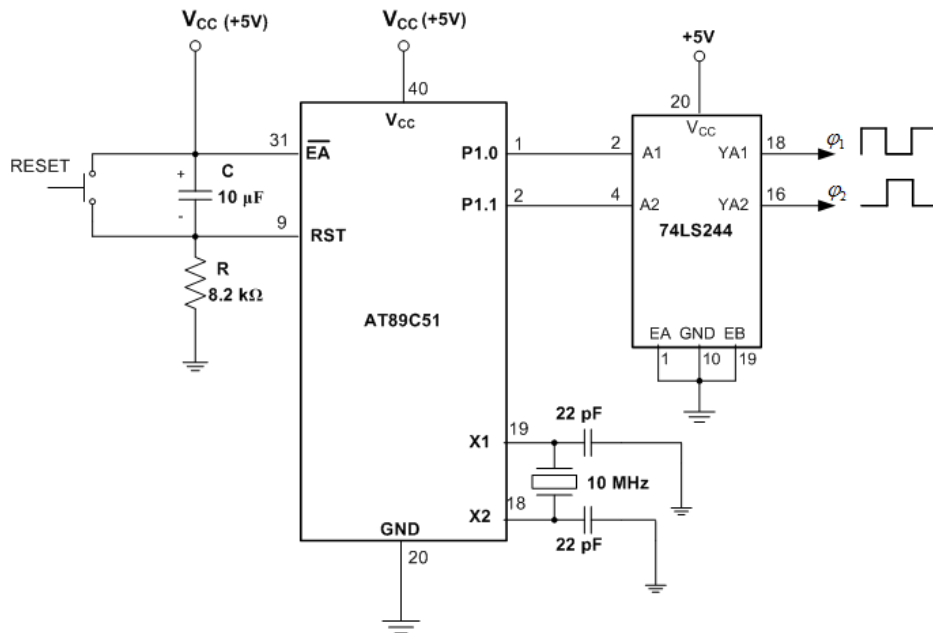 VCC (+5V)
VCC (+5V)
+5V
40
20
VCC
VCC
31
EA
P1.0
1
2
A1
YA1
18
φ1
RESET
+
C
10 µF
-
P1.1
2
4
A2
YA2
16
φ2
9
RST
74LS244
R
8.2 kΩ
AT89C51
EA GND EB
1 10 19
22 pF
X1
19
10 MHz
18
X2
GND
22 pF
20